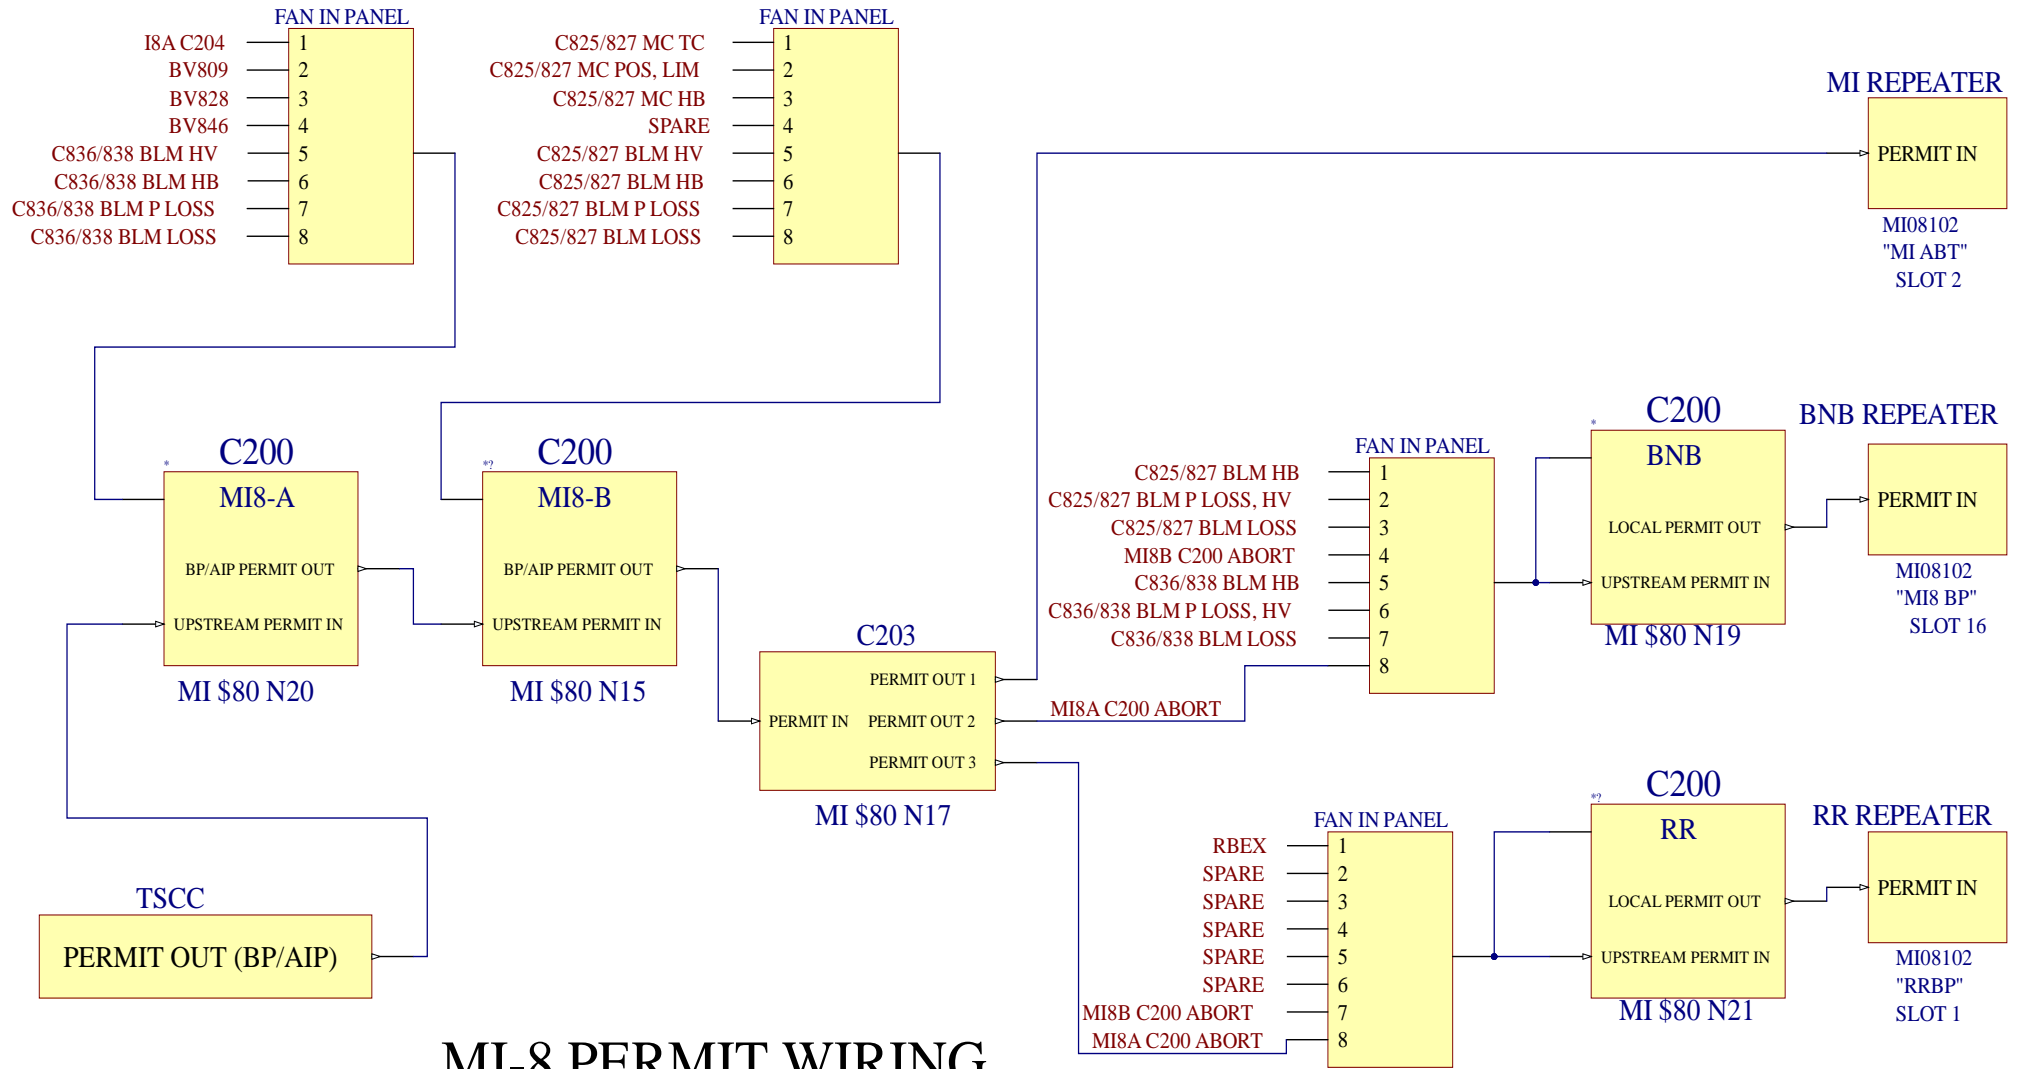 FAN IN PANEL
I8A C204 1
BV809 2
BV828 3
BV846 4
C836/838 BLM HV 5
C836/838 BLM HB 6
C836/838 BLM P LOSS 7
C836/838 BLM LOSS 8
FAN IN PANEL
C825/827 MC TC 1
C825/827 MC POS, LIM 2
C825/827 MC HB 3
SPARE 4
C825/827 BLM HV 5
C825/827 BLM HB 6
C825/827 BLM P LOSS 7
C825/827 BLM LOSS 8
MI REPEATER
PERMIT IN
MI08102
"MI ABT"
SLOT 2
C200
*
MI8-A
BP/AIP PERMIT OUT
UPSTREAM PERMIT IN
MI $80 N20
C200
*?
MI8-B
BP/AIP PERMIT OUT
UPSTREAM PERMIT IN
MI $80 N15
C203
PERMIT OUT 1
PERMIT IN PERMIT OUT 2
PERMIT OUT 3
MI $80 N17
FAN IN PANEL
C825/827 BLM HB 1
C825/827 BLM P LOSS, HV 2
C825/827 BLM LOSS 3
MI8B C200 ABORT 4
C836/838 BLM HB 5
C836/838 BLM P LOSS, HV 6
C836/838 BLM LOSS 7
8
MI8A C200 ABORT
C200
*
BNB
LOCAL PERMIT OUT
UPSTREAM PERMIT IN
MI $80 N19
BNB REPEATER
PERMIT IN
MI08102
"MI8 BP"
SLOT 16
FAN IN PANEL
RBEX 1
SPARE 2
SPARE 3
SPARE 4
SPARE 5
SPARE 6
MI8B C200 ABORT 7
MI8A C200 ABORT 8
C200
*?
RR
LOCAL PERMIT OUT
UPSTREAM PERMIT IN
MI $80 N21
RR REPEATER
PERMIT IN
MI08102
"RRBP"
SLOT 1
TSCC
PERMIT OUT (BP/AIP)
MI-8 PERMIT WIRING